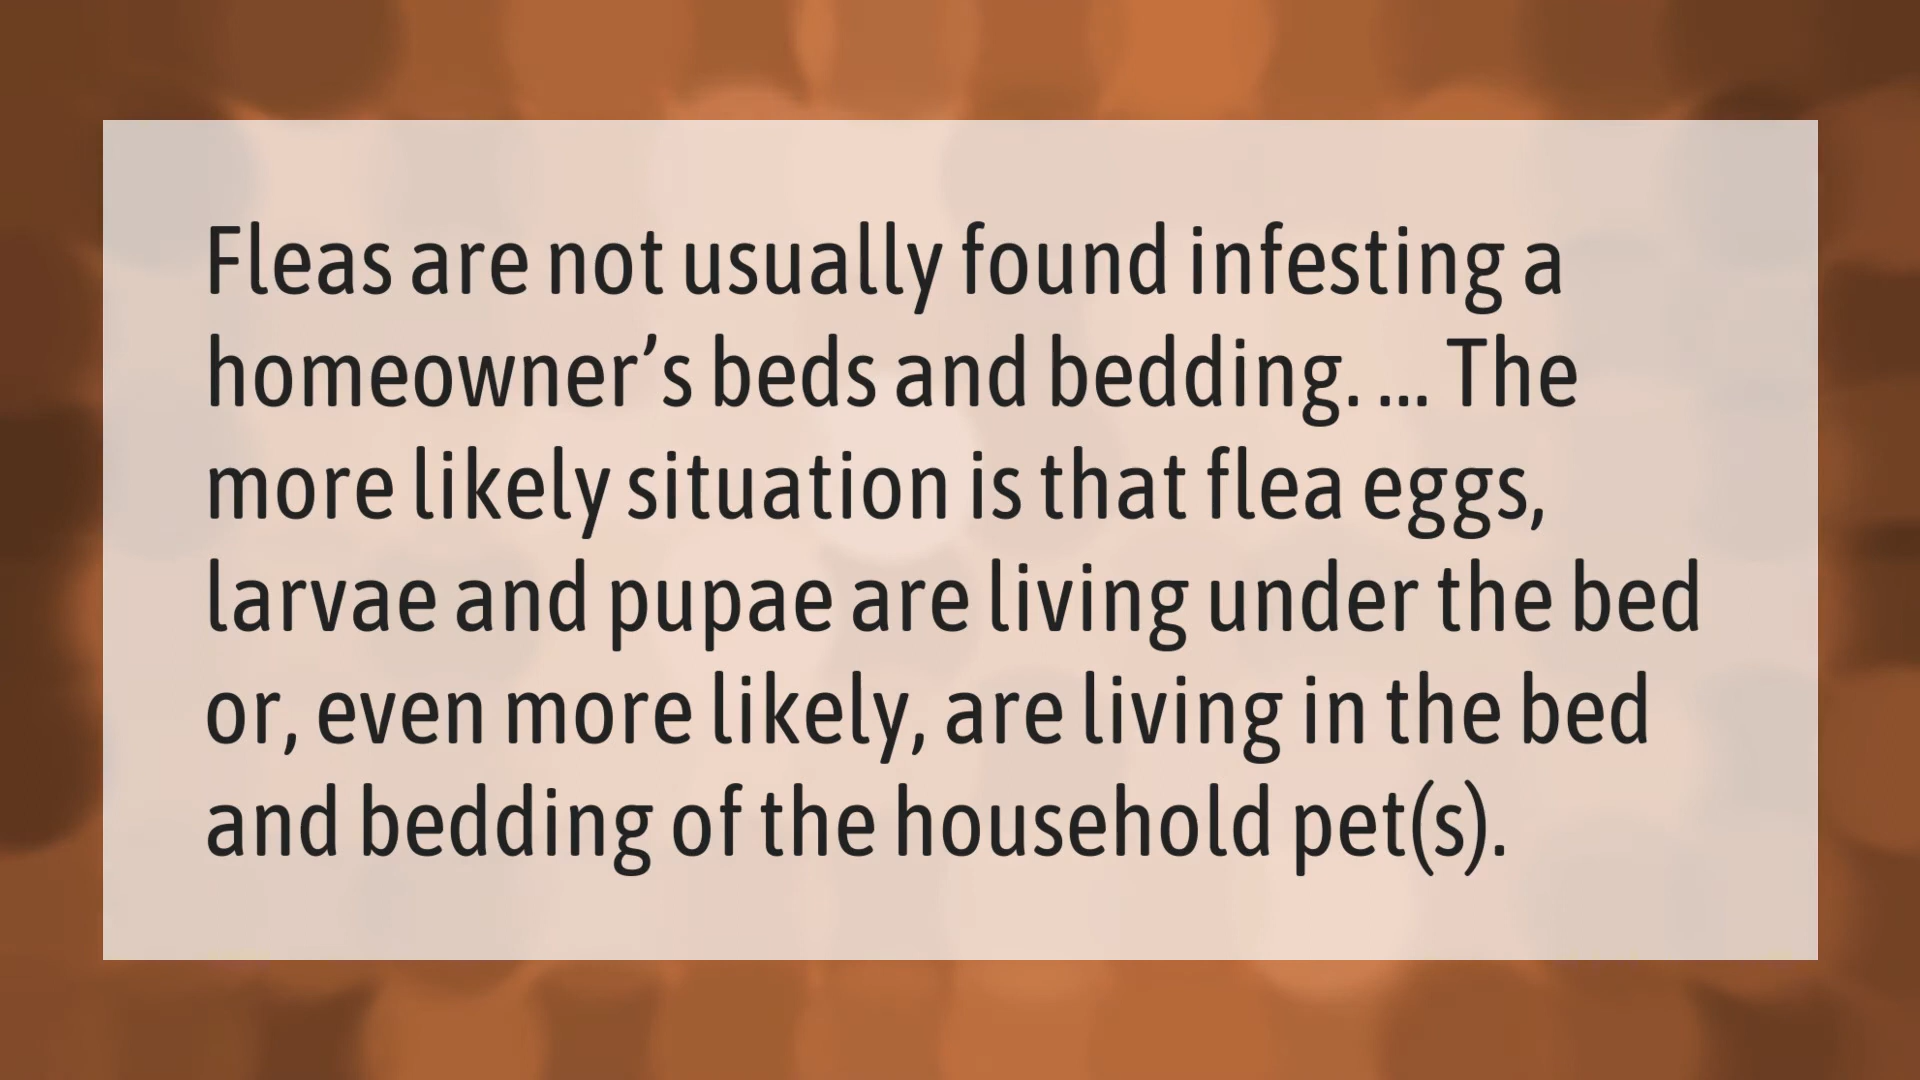 Fleas are not usually found infesting a
homeowner’s beds and bedding. ... The
more likely situation is that flea eggs,
larvae and pupae are living under the bed
or, even more likely, are living in the bed
and bedding of the household pet(s).